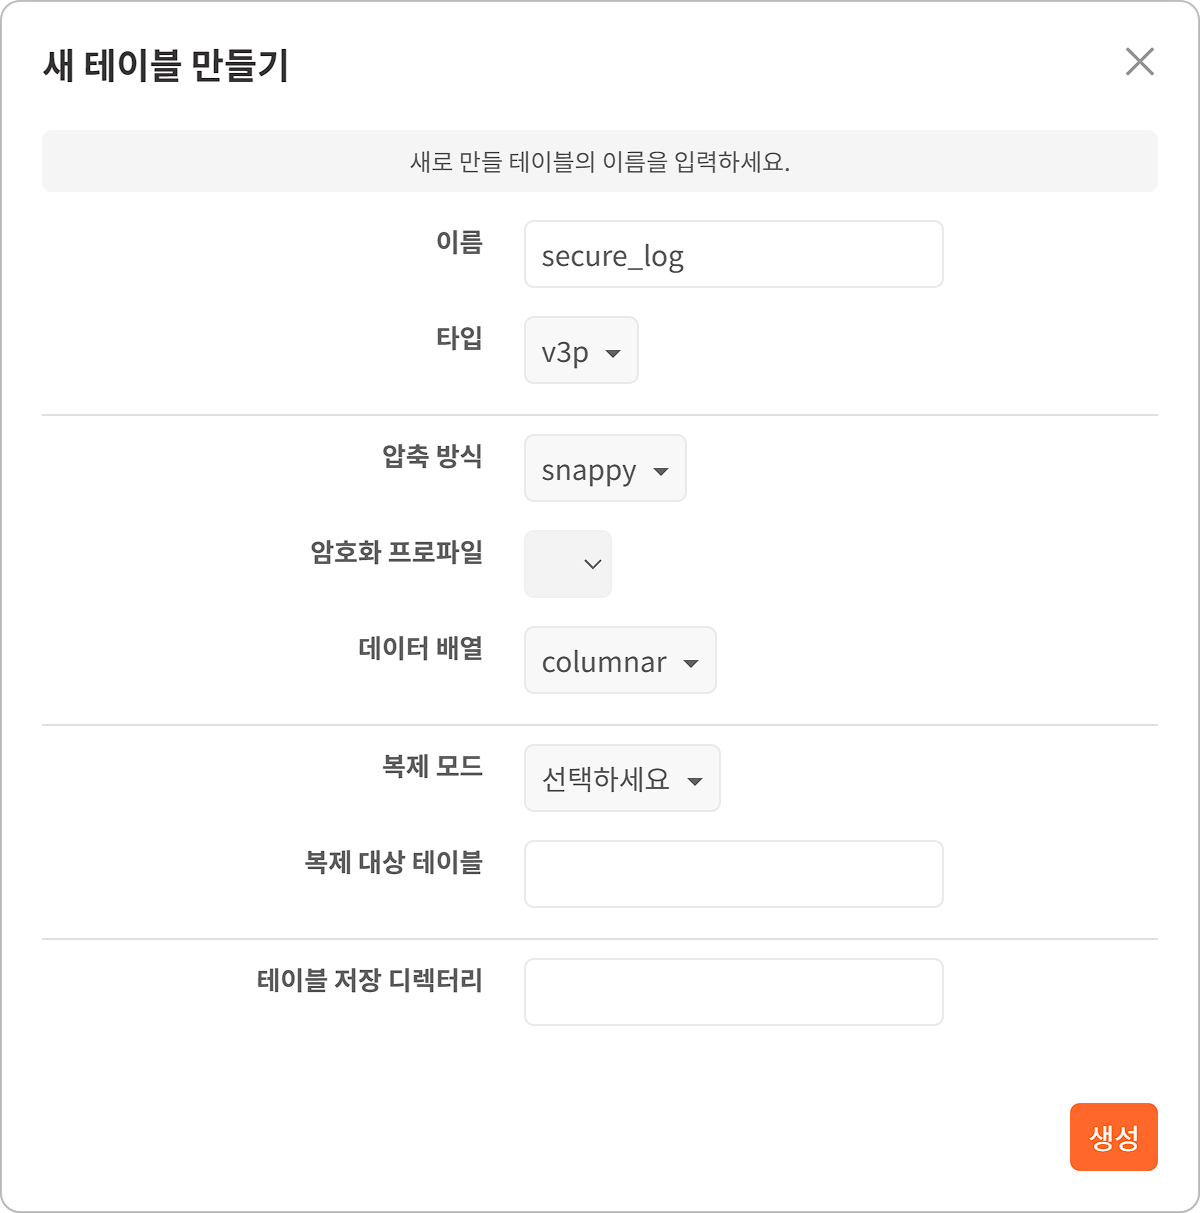 새 테이블 만들기
새로 만들 테이블의 이름을 입력하세요.
이름
secure_log
타입
v3p
압축 방식
snappy
암호화 프로파일
데이터 배열
columnar
복제 모드
선택하세요
복제 대상 테이블
테이블 저장 디렉터리
생성